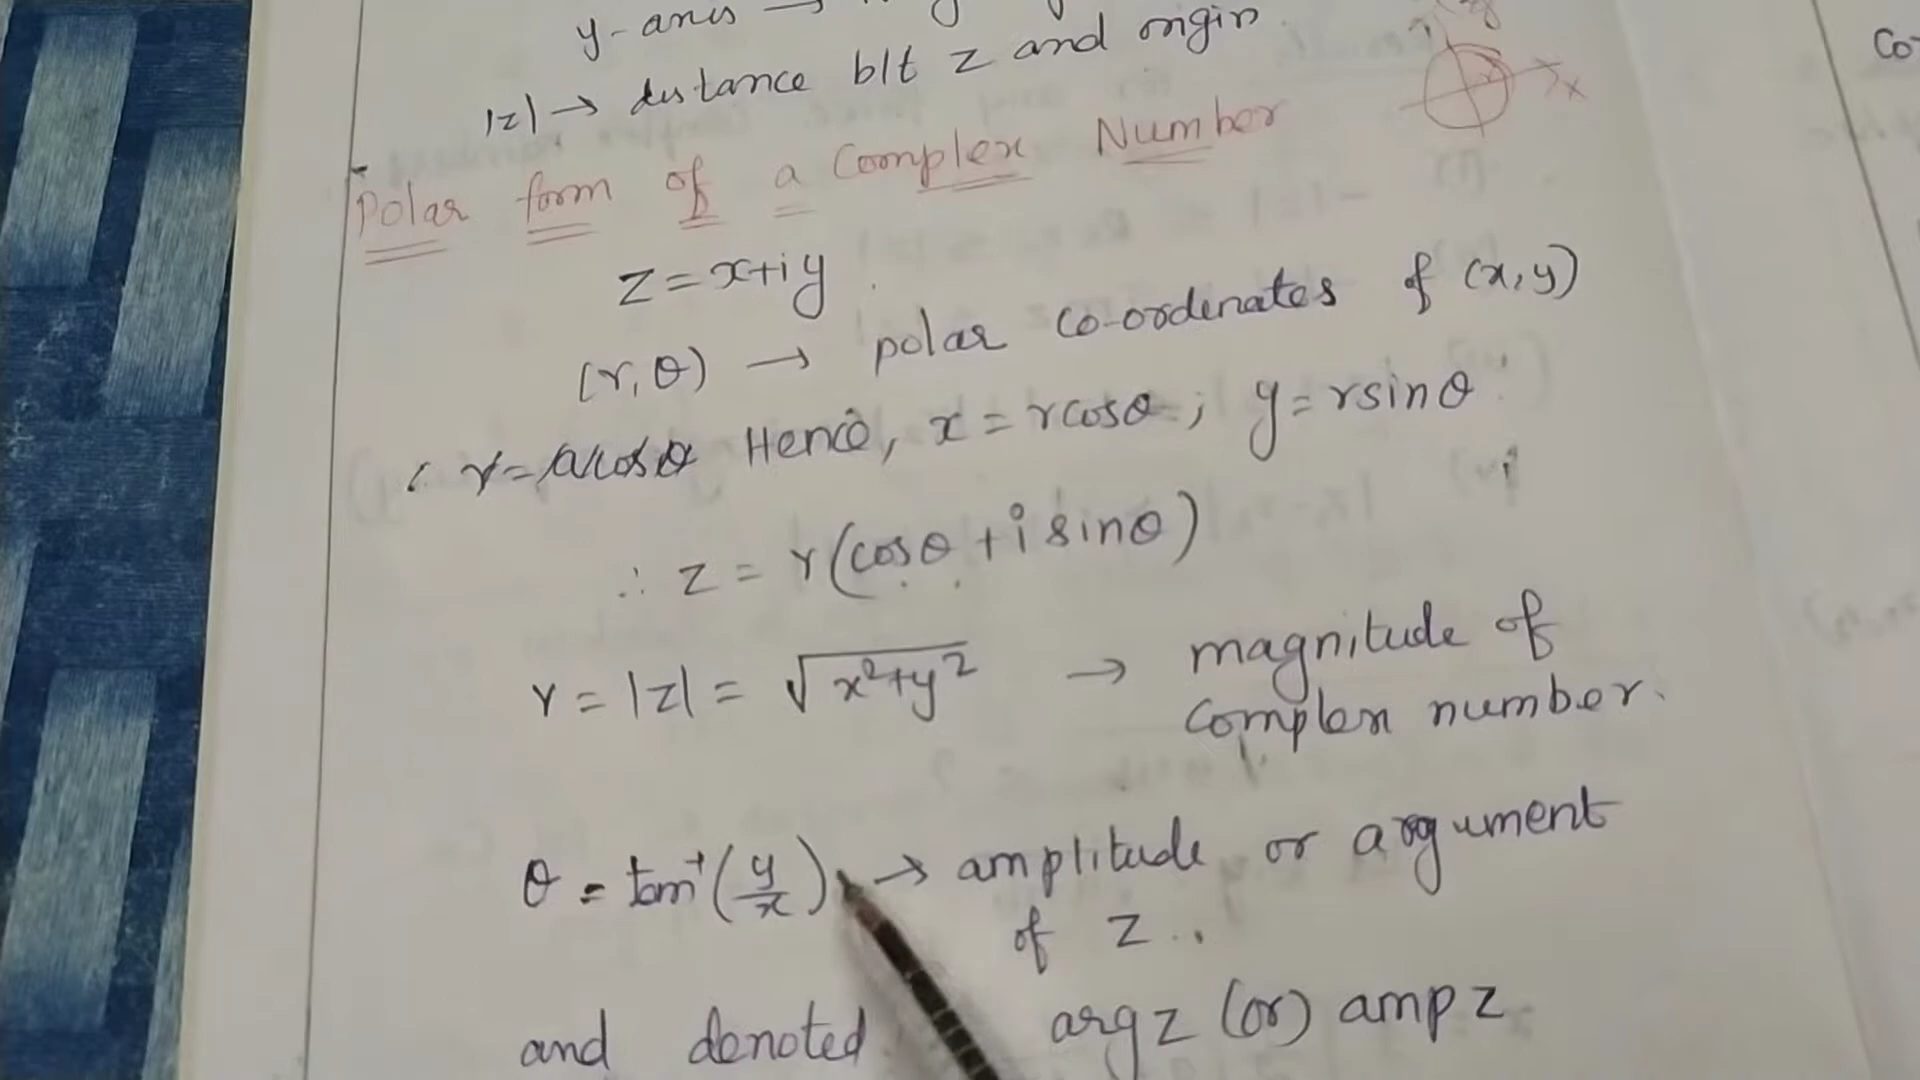 y-axis →
|z| → distance b/t z and origin
Polar form of a Complex Number
z = x+iy
(r, θ) → polar co-ordenates of (x, y)
Hence, x = r cosθ ; y = r sinθ
∴ z = r(cosθ + i sinθ)
r = |z| = √x²+y² → magnitude of
complex number.
θ = tan⁻¹(y/x) → amplitude or argument
of z.
and denoted arg z (or) amp z